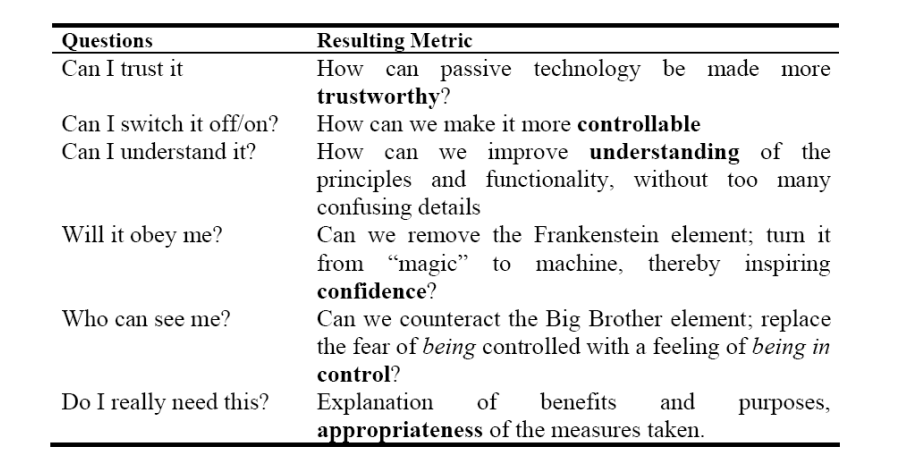 Questions Resulting Metric
Can I trust it How can passive technology be made more
trustworthy?
Can I switch it off/on? How can we make it more controllable
Can I understand it? How can we improve understanding of the
principles and functionality, without too many
confusing details
Will it obey me? Can we remove the Frankenstein element; turn it
from “magic” to machine, thereby inspiring
confidence?
Who can see me? Can we counteract the Big Brother element; replace
the fear of being controlled with a feeling of being in
control?
Do I really need this? Explanation of benefits and purposes,
appropriateness of the measures taken.